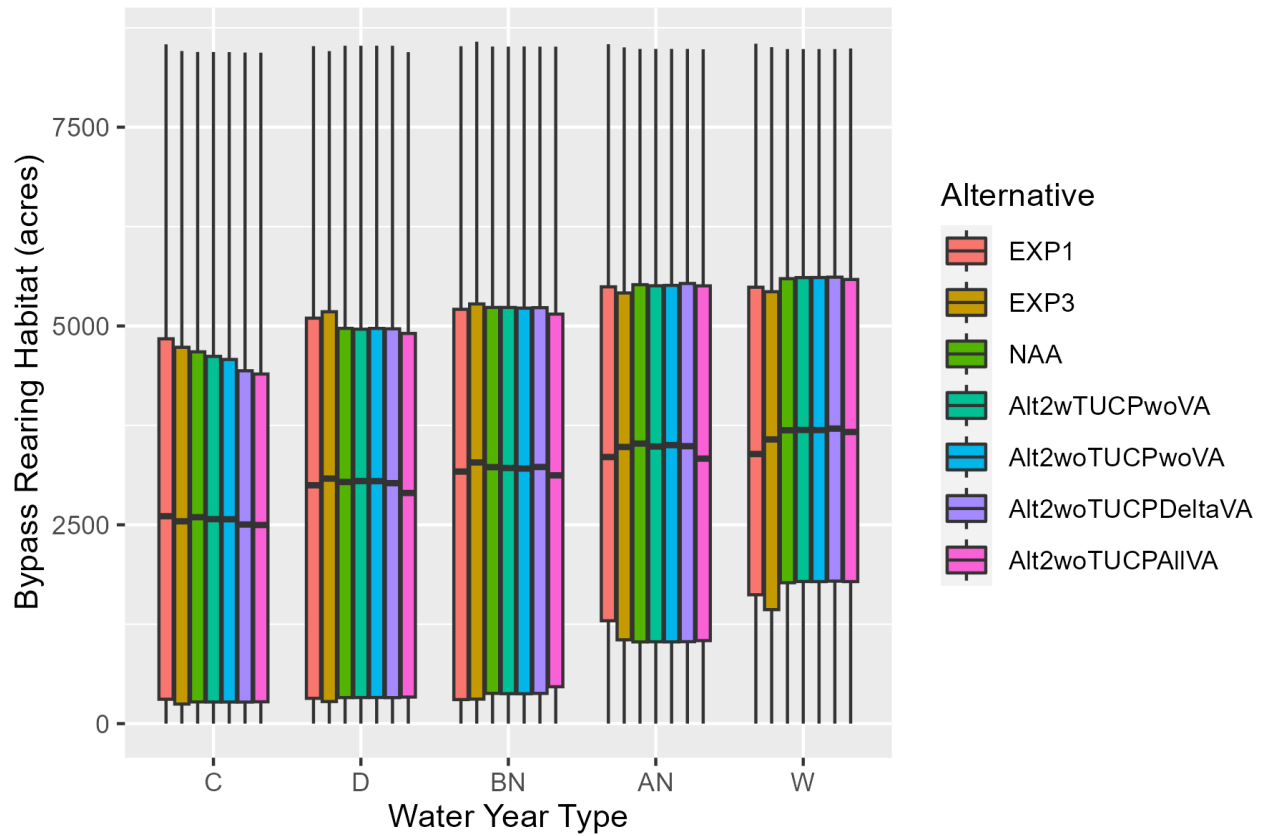 Bypass Rearing Habitat (acres)
7500
5000
2500
0
C D BN AN W
Water Year Type
Alternative
EXP1
EXP3
NAA
Alt2wTUCPwoVA
Alt2woTUCPwoVA
Alt2woTUCPDeltaVA
Alt2woTUCPAllVA